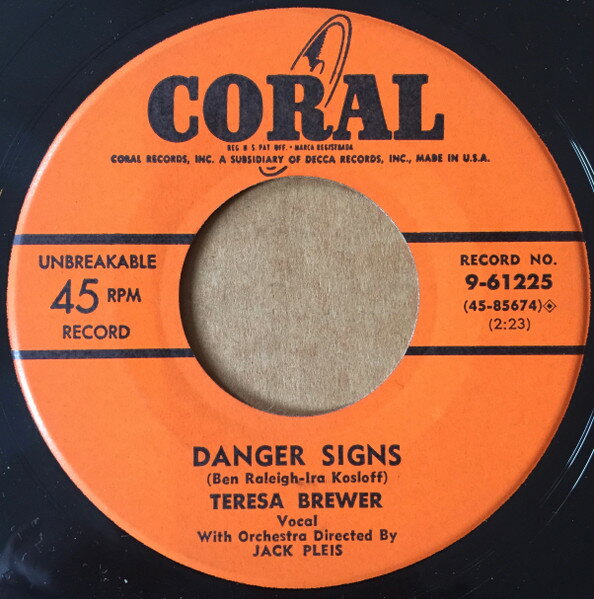 CORAL
REG U S PAT OFF. • MARCA REGISTRADA
CORAL RECORDS, INC. A SUBSIDIARY OF DECCA RECORDS, INC., MADE IN U.S.A.
UNBREAKABLE
45 RPM
RECORD
RECORD NO.
9-61225
(45-85674)
(2:23)
DANGER SIGNS
(Ben Raleigh-Ira Kosloff)
TERESA BREWER
Vocal
With Orchestra Directed By
JACK PLEIS